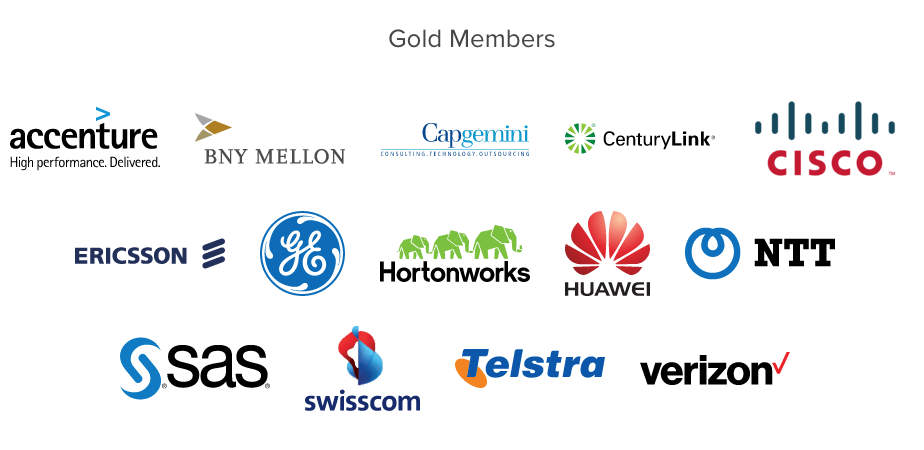 Gold Members
accenture
High performance. Delivered.
BNY MELLON
Capgemini
CONSULTING.TECHNOLOGY.OUTSOURCING
CenturyLink®
CISCO™
ERICSSON
GE
Hortonworks
HUAWEI
NTT
S® sas®
swisscom
Telstra
verizon✓